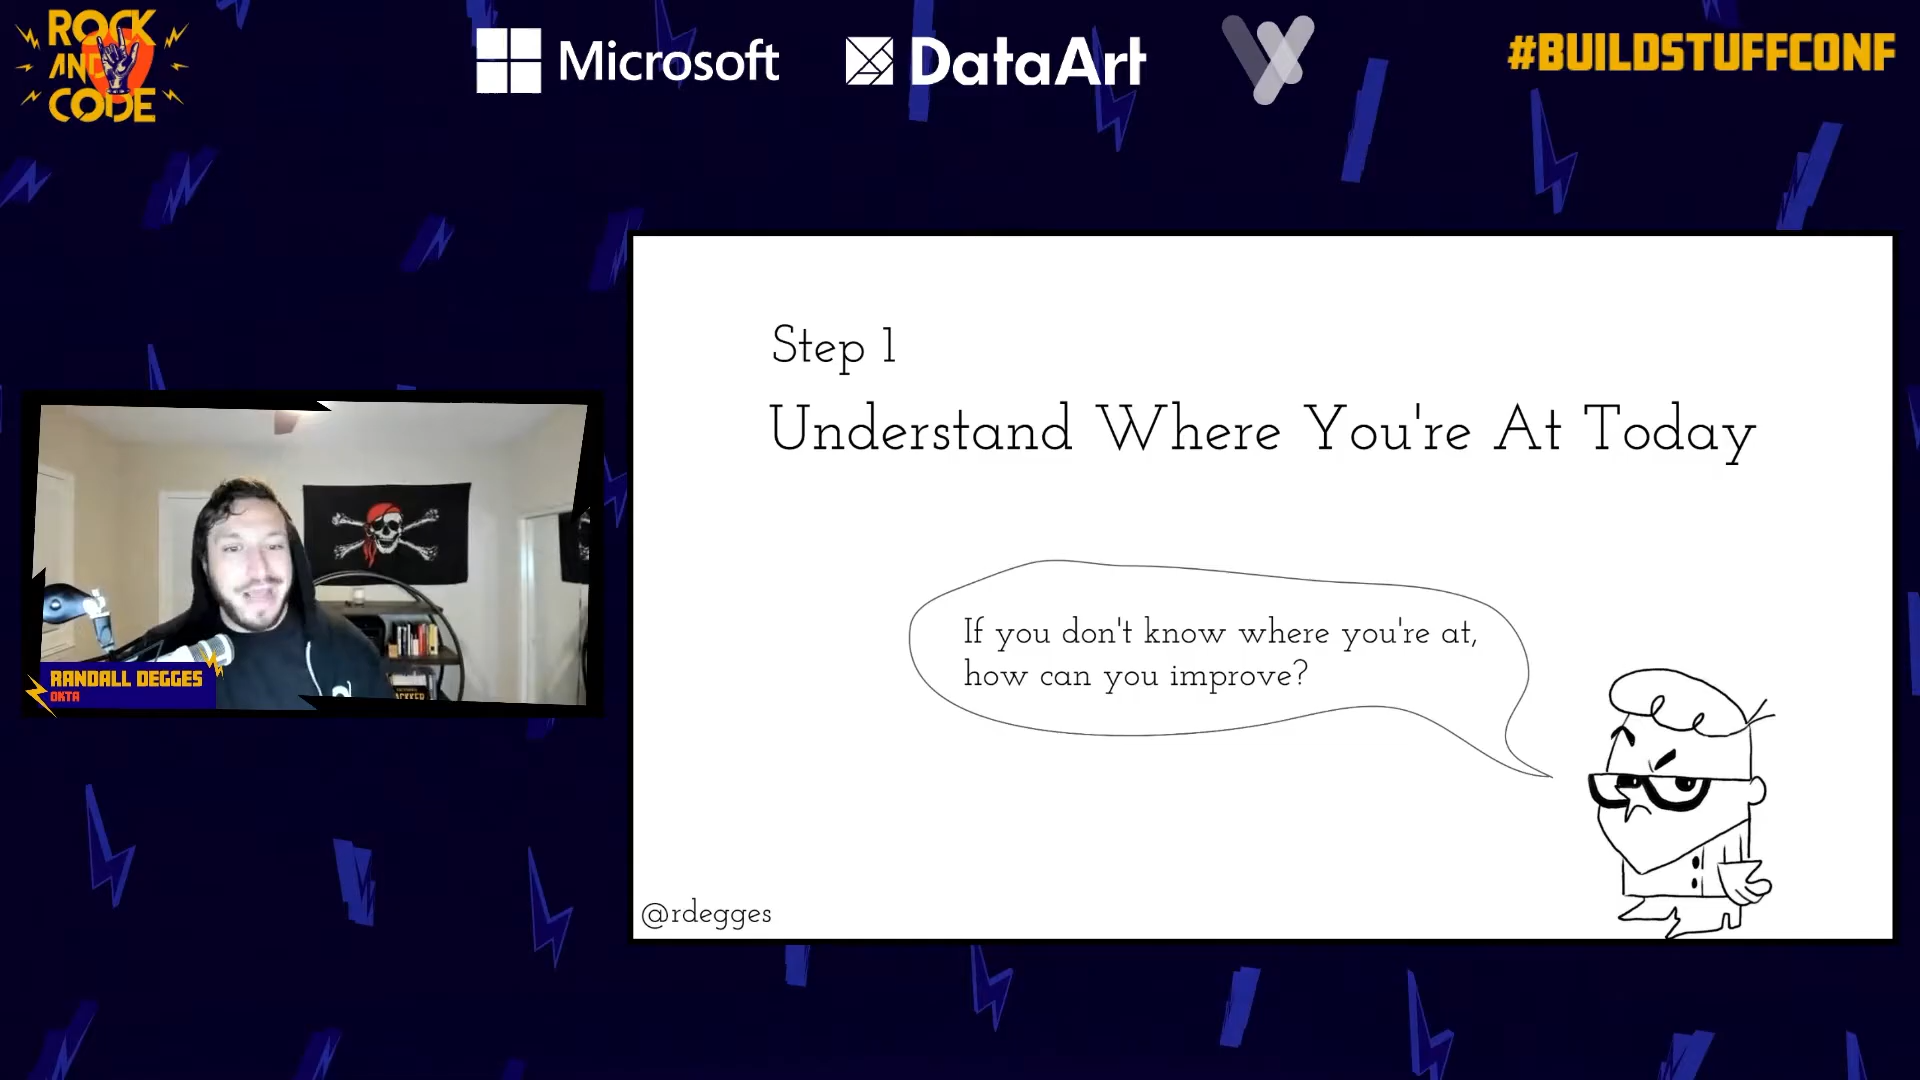 ROCK
AND
CODE
Microsoft
DataArt
#BUILDSTUFFCONF
Step 1
Understand Where You're At Today
If you don't know where you're at,
how can you improve?
RANDALL DEGGES
OKTA
@rdegges